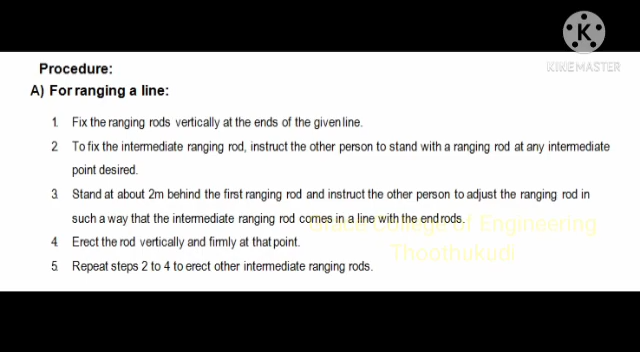 K
KINEMASTER
Procedure:
A) For ranging a line:
1. Fix the ranging rods vertically at the ends of the given line.
2. To fix the intermediate ranging rod, instruct the other person to stand with a ranging rod at any intermediate
point desired.
3. Stand at about 2m behind the first ranging rod and instruct the other person to adjust the ranging rod in
such a way that the intermediate ranging rod comes in a line with the end rods.
Grace College of Engineering
4. Erect the rod vertically and firmly at that point.
Thoothukudi
5. Repeat steps 2 to 4 to erect other intermediate ranging rods.